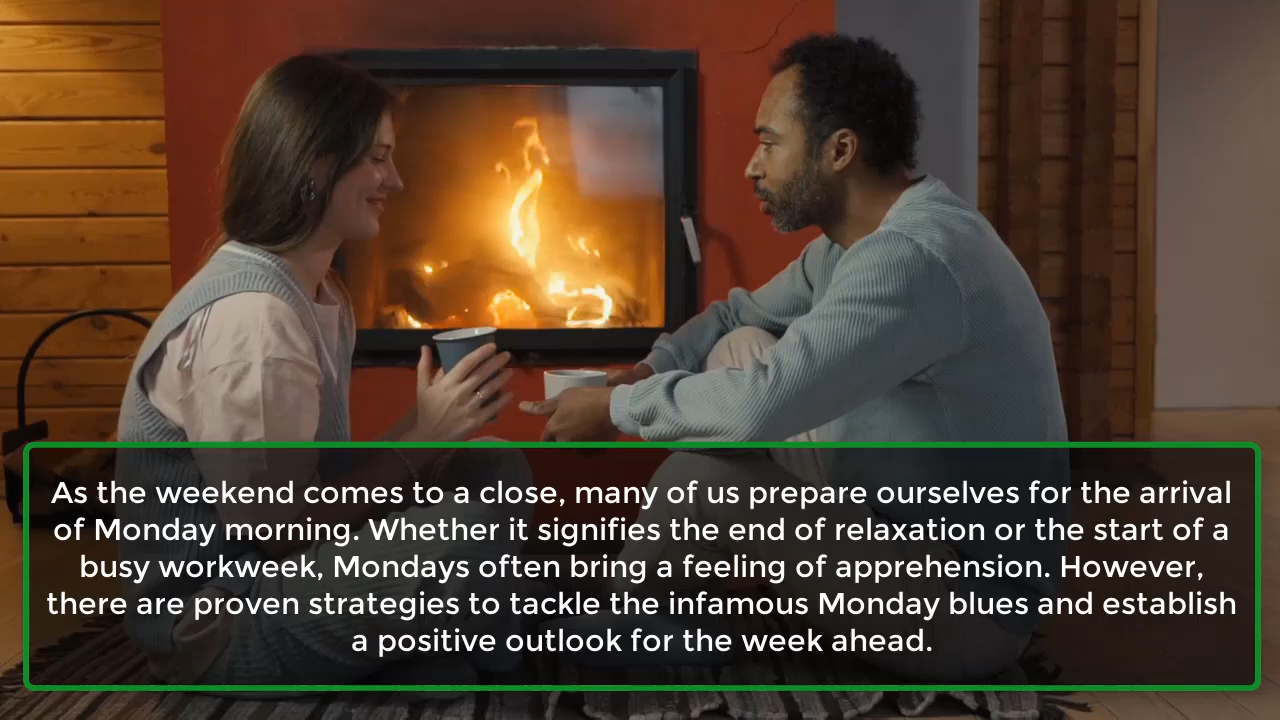 As the weekend comes to a close, many of us prepare ourselves for the arrival
of Monday morning. Whether it signifies the end of relaxation or the start of a
busy workweek, Mondays often bring a feeling of apprehension. However,
there are proven strategies to tackle the infamous Monday blues and establish
a positive outlook for the week ahead.